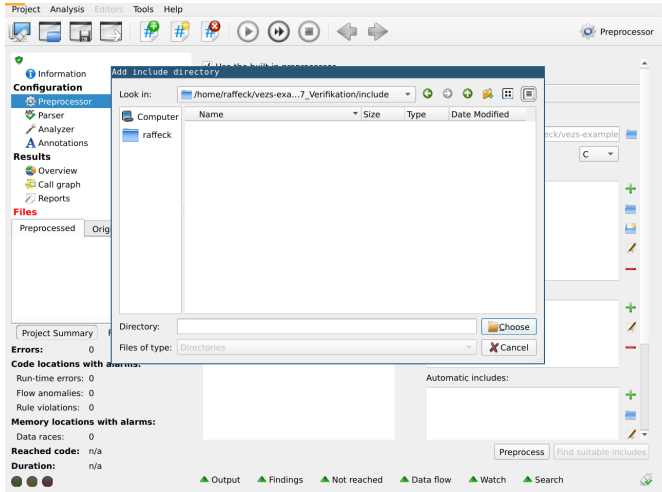 Project Analysis Editors Tools Help
Preprocessor
Information
Configuration
Preprocessor
Parser
Analyzer
Annotations
Results
Overview
Call graph
Reports
Files
Preprocessed
Project Summary
Errors: 0
Code locations with alarms:
Run-time errors: 0
Flow anomalies: 0
Rule violations: 0
Memory locations with alarms:
Data races: 0
Reached code: n/a
Duration: n/a
Add include directory
Look in: /home/raffeck/vezs-exa...7_Verifikation/include
Computer
raffeck
Name Size Type Date Modified
Directory:
Choose
Files of type: Directories
Cancel
eck/vezs-example
C
Automatic includes:
Preprocess Find suitable includes
Output Findings Not reached Data flow Watch Search